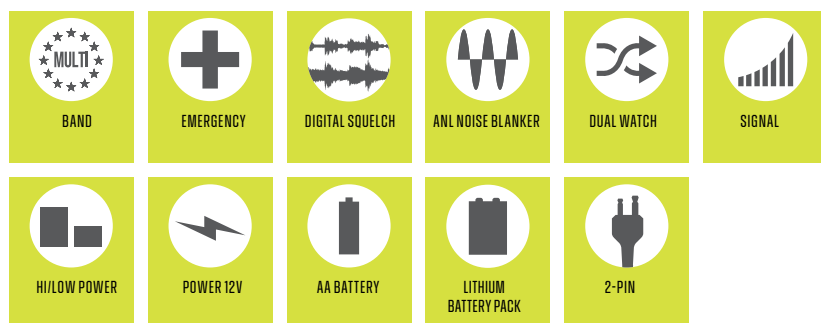 MULTI
BAND
EMERGENCY
DIGITAL SQUELCH
ANL NOISE BLANKER
DUAL WATCH
SIGNAL
HI/LOW POWER
POWER 12V
AA BATTERY
LITHIUM
BATTERY PACK
2-PIN